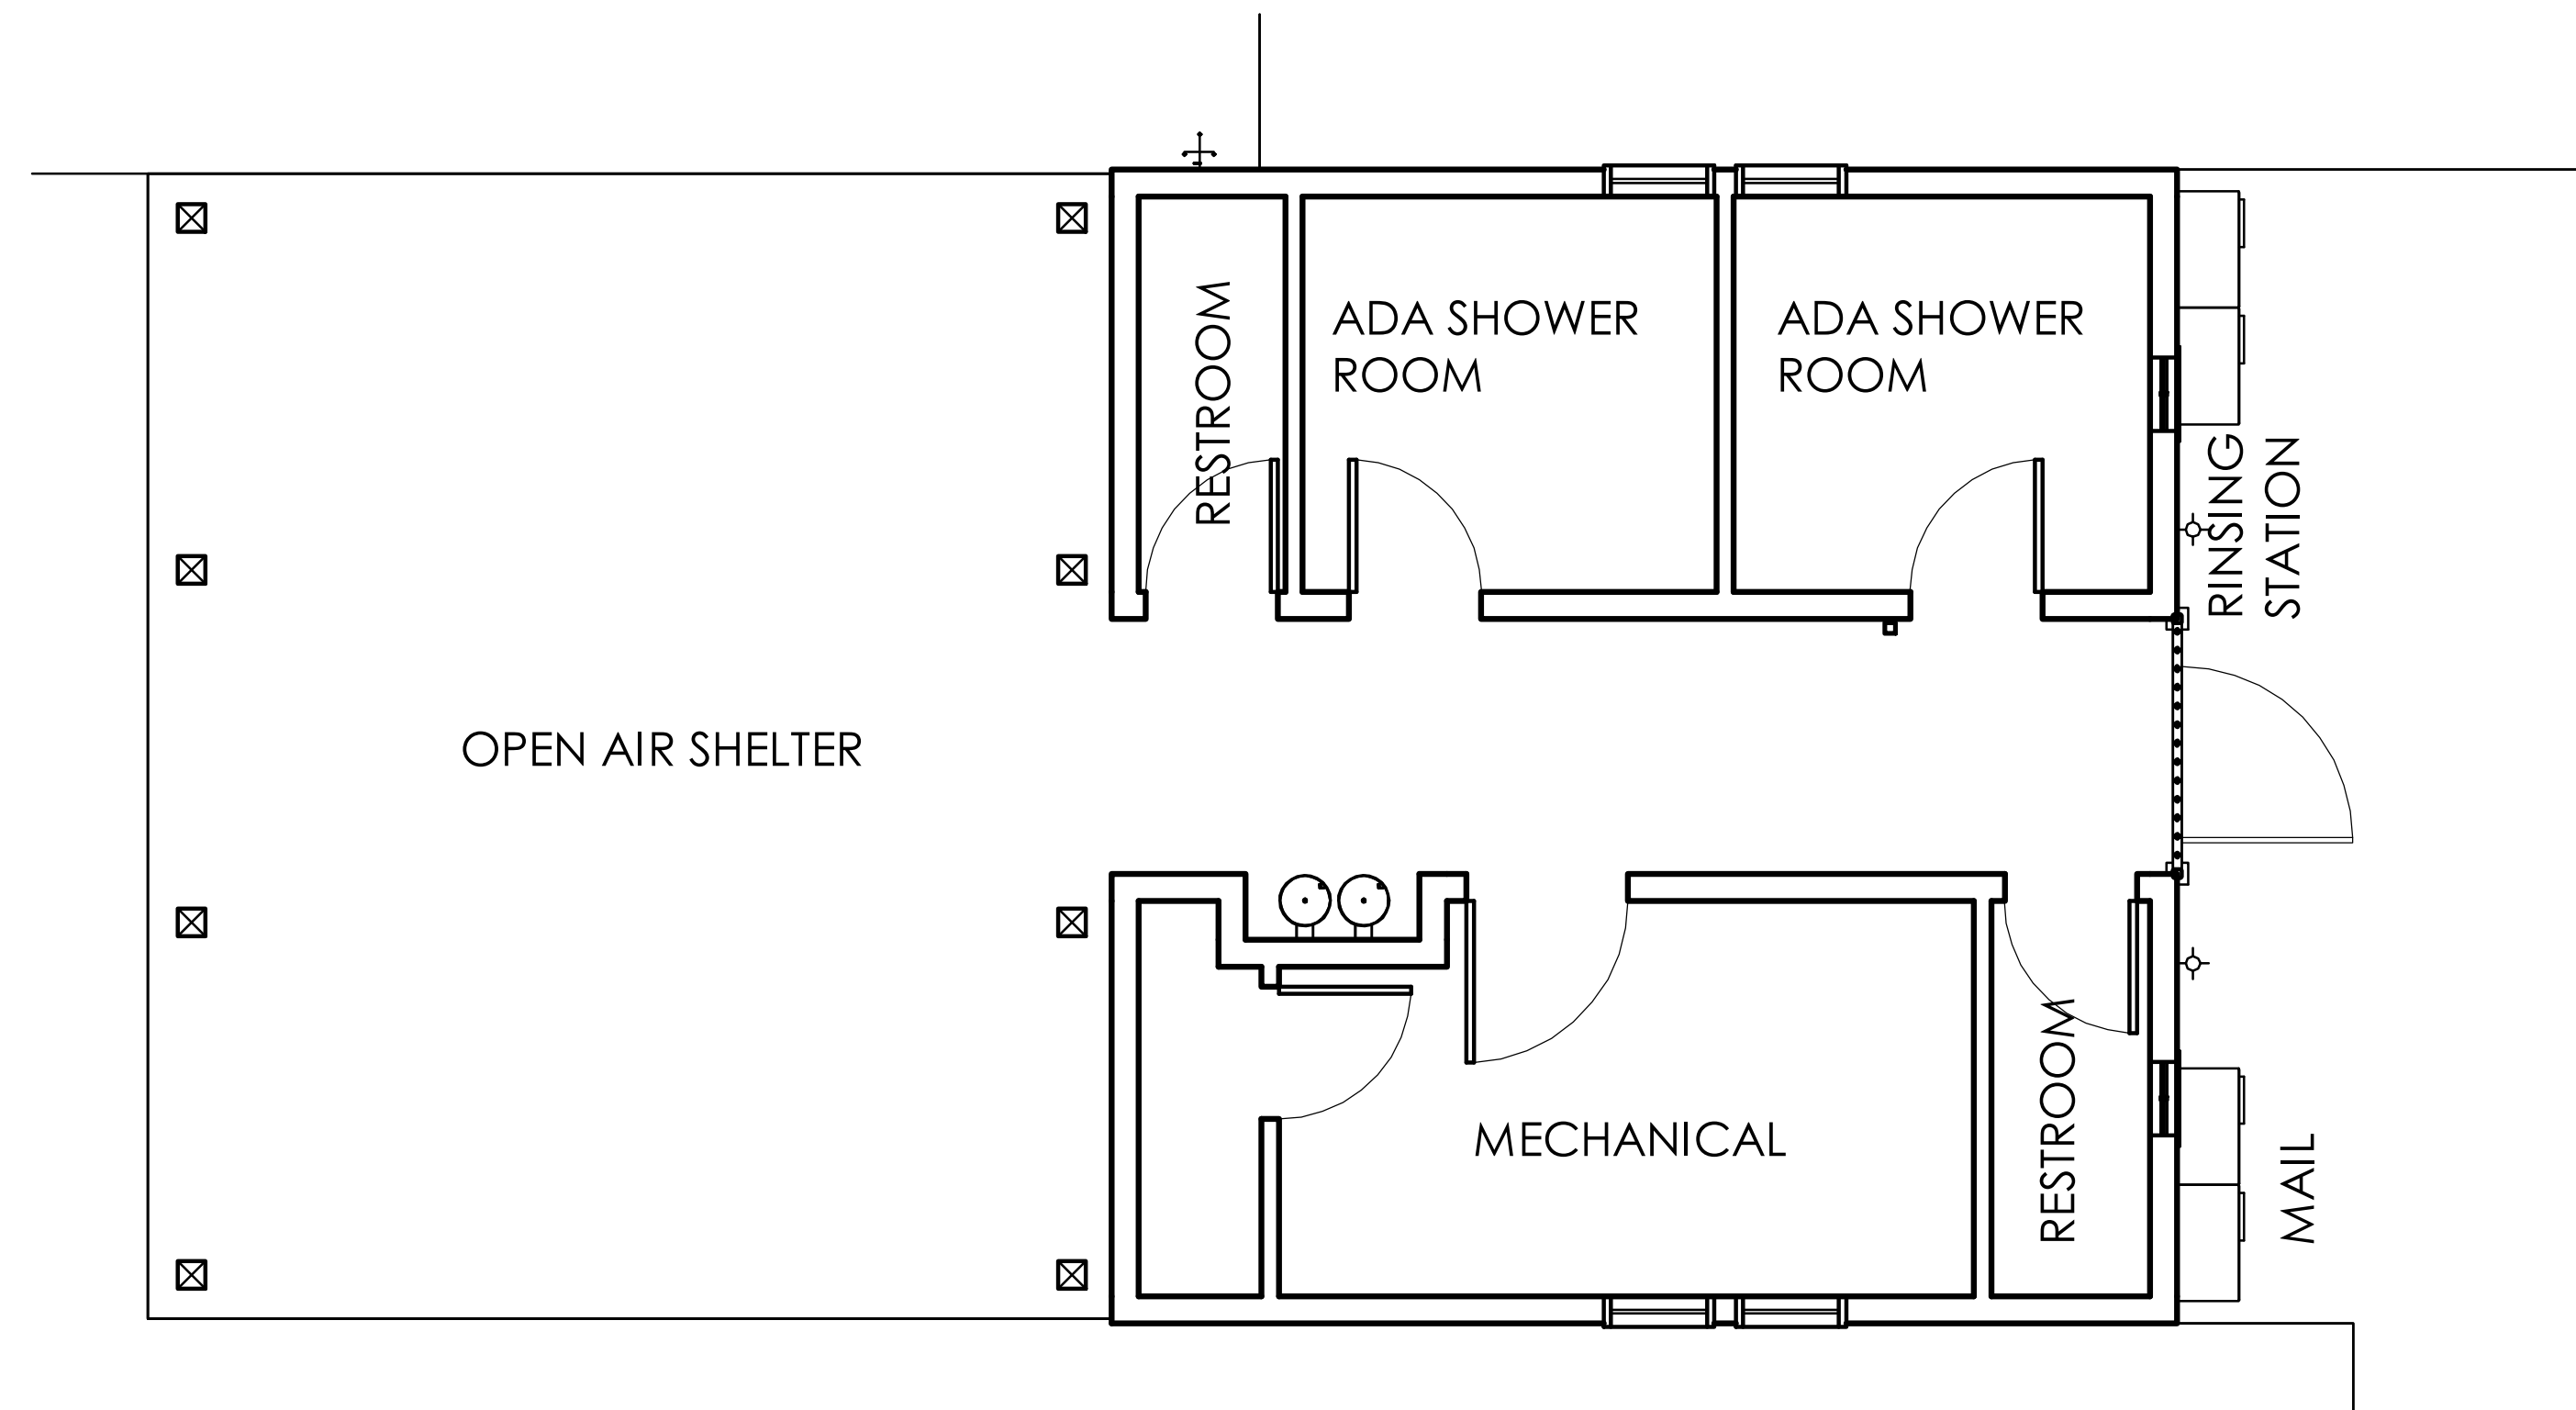 RESTROOM
ADA SHOWER
ROOM
ADA SHOWER
ROOM
RINSING
STATION
OPEN AIR SHELTER
MECHANICAL
RESTROOM
MAIL